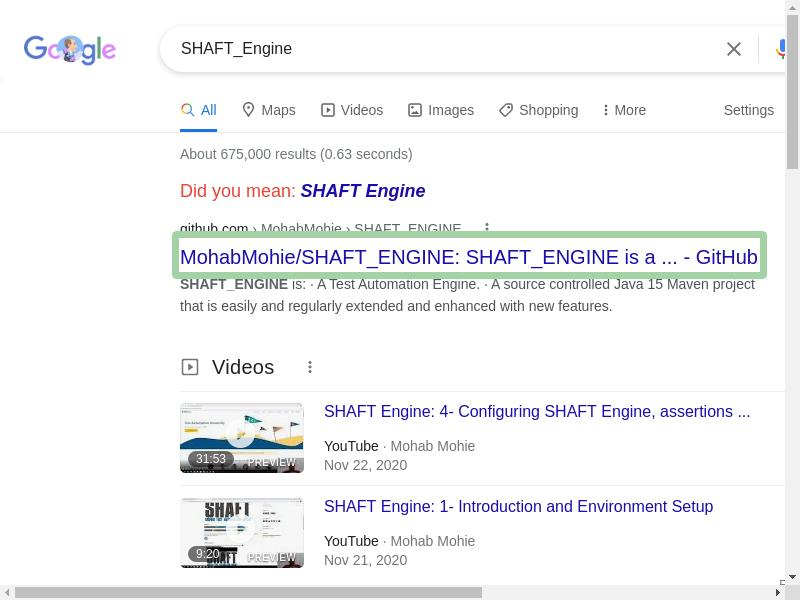 Google
SHAFT_Engine
All Maps Videos Images Shopping More Settings
About 675,000 results (0.63 seconds)
Did you mean: SHAFT Engine
github.com › MohabMohie › SHAFT_ENGINE
MohabMohie/SHAFT_ENGINE: SHAFT_ENGINE is a ... - GitHub
SHAFT_ENGINE is: · A Test Automation Engine. · A source controlled Java 15 Maven project
that is easily and regularly extended and enhanced with new features.
Videos
SHAFT Engine: 4- Configuring SHAFT Engine, assertions ...
YouTube · Mohab Mohie
31:53 PREVIEW
Nov 22, 2020
SHAFT Engine: 1- Introduction and Environment Setup
SHAFT
YouTube · Mohab Mohie
9:20 PREVIEW
Nov 21, 2020